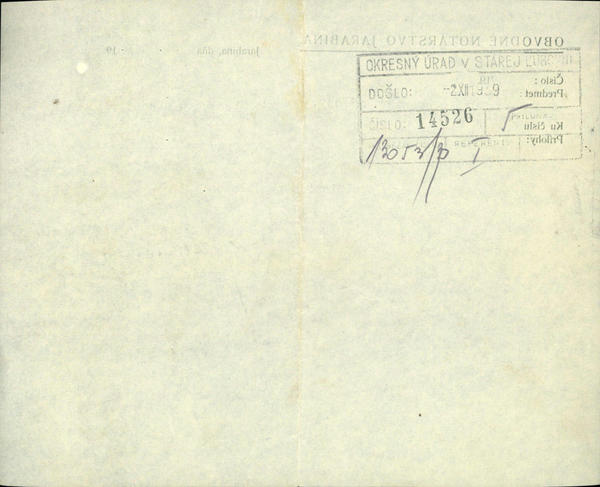 OBVODNÉ NOTÁRSTVO JARABINA
Jarabina, dňa 19
OKRESNÝ ÚRAD V STAREJ ĽUBOVNI
Číslo:
DOŠLO: -2.XII.1939
Predmet:
ČÍSLO: 14526 PRÍLOHA: 5
Ku číslu
Prílohy:
REFERENT: I